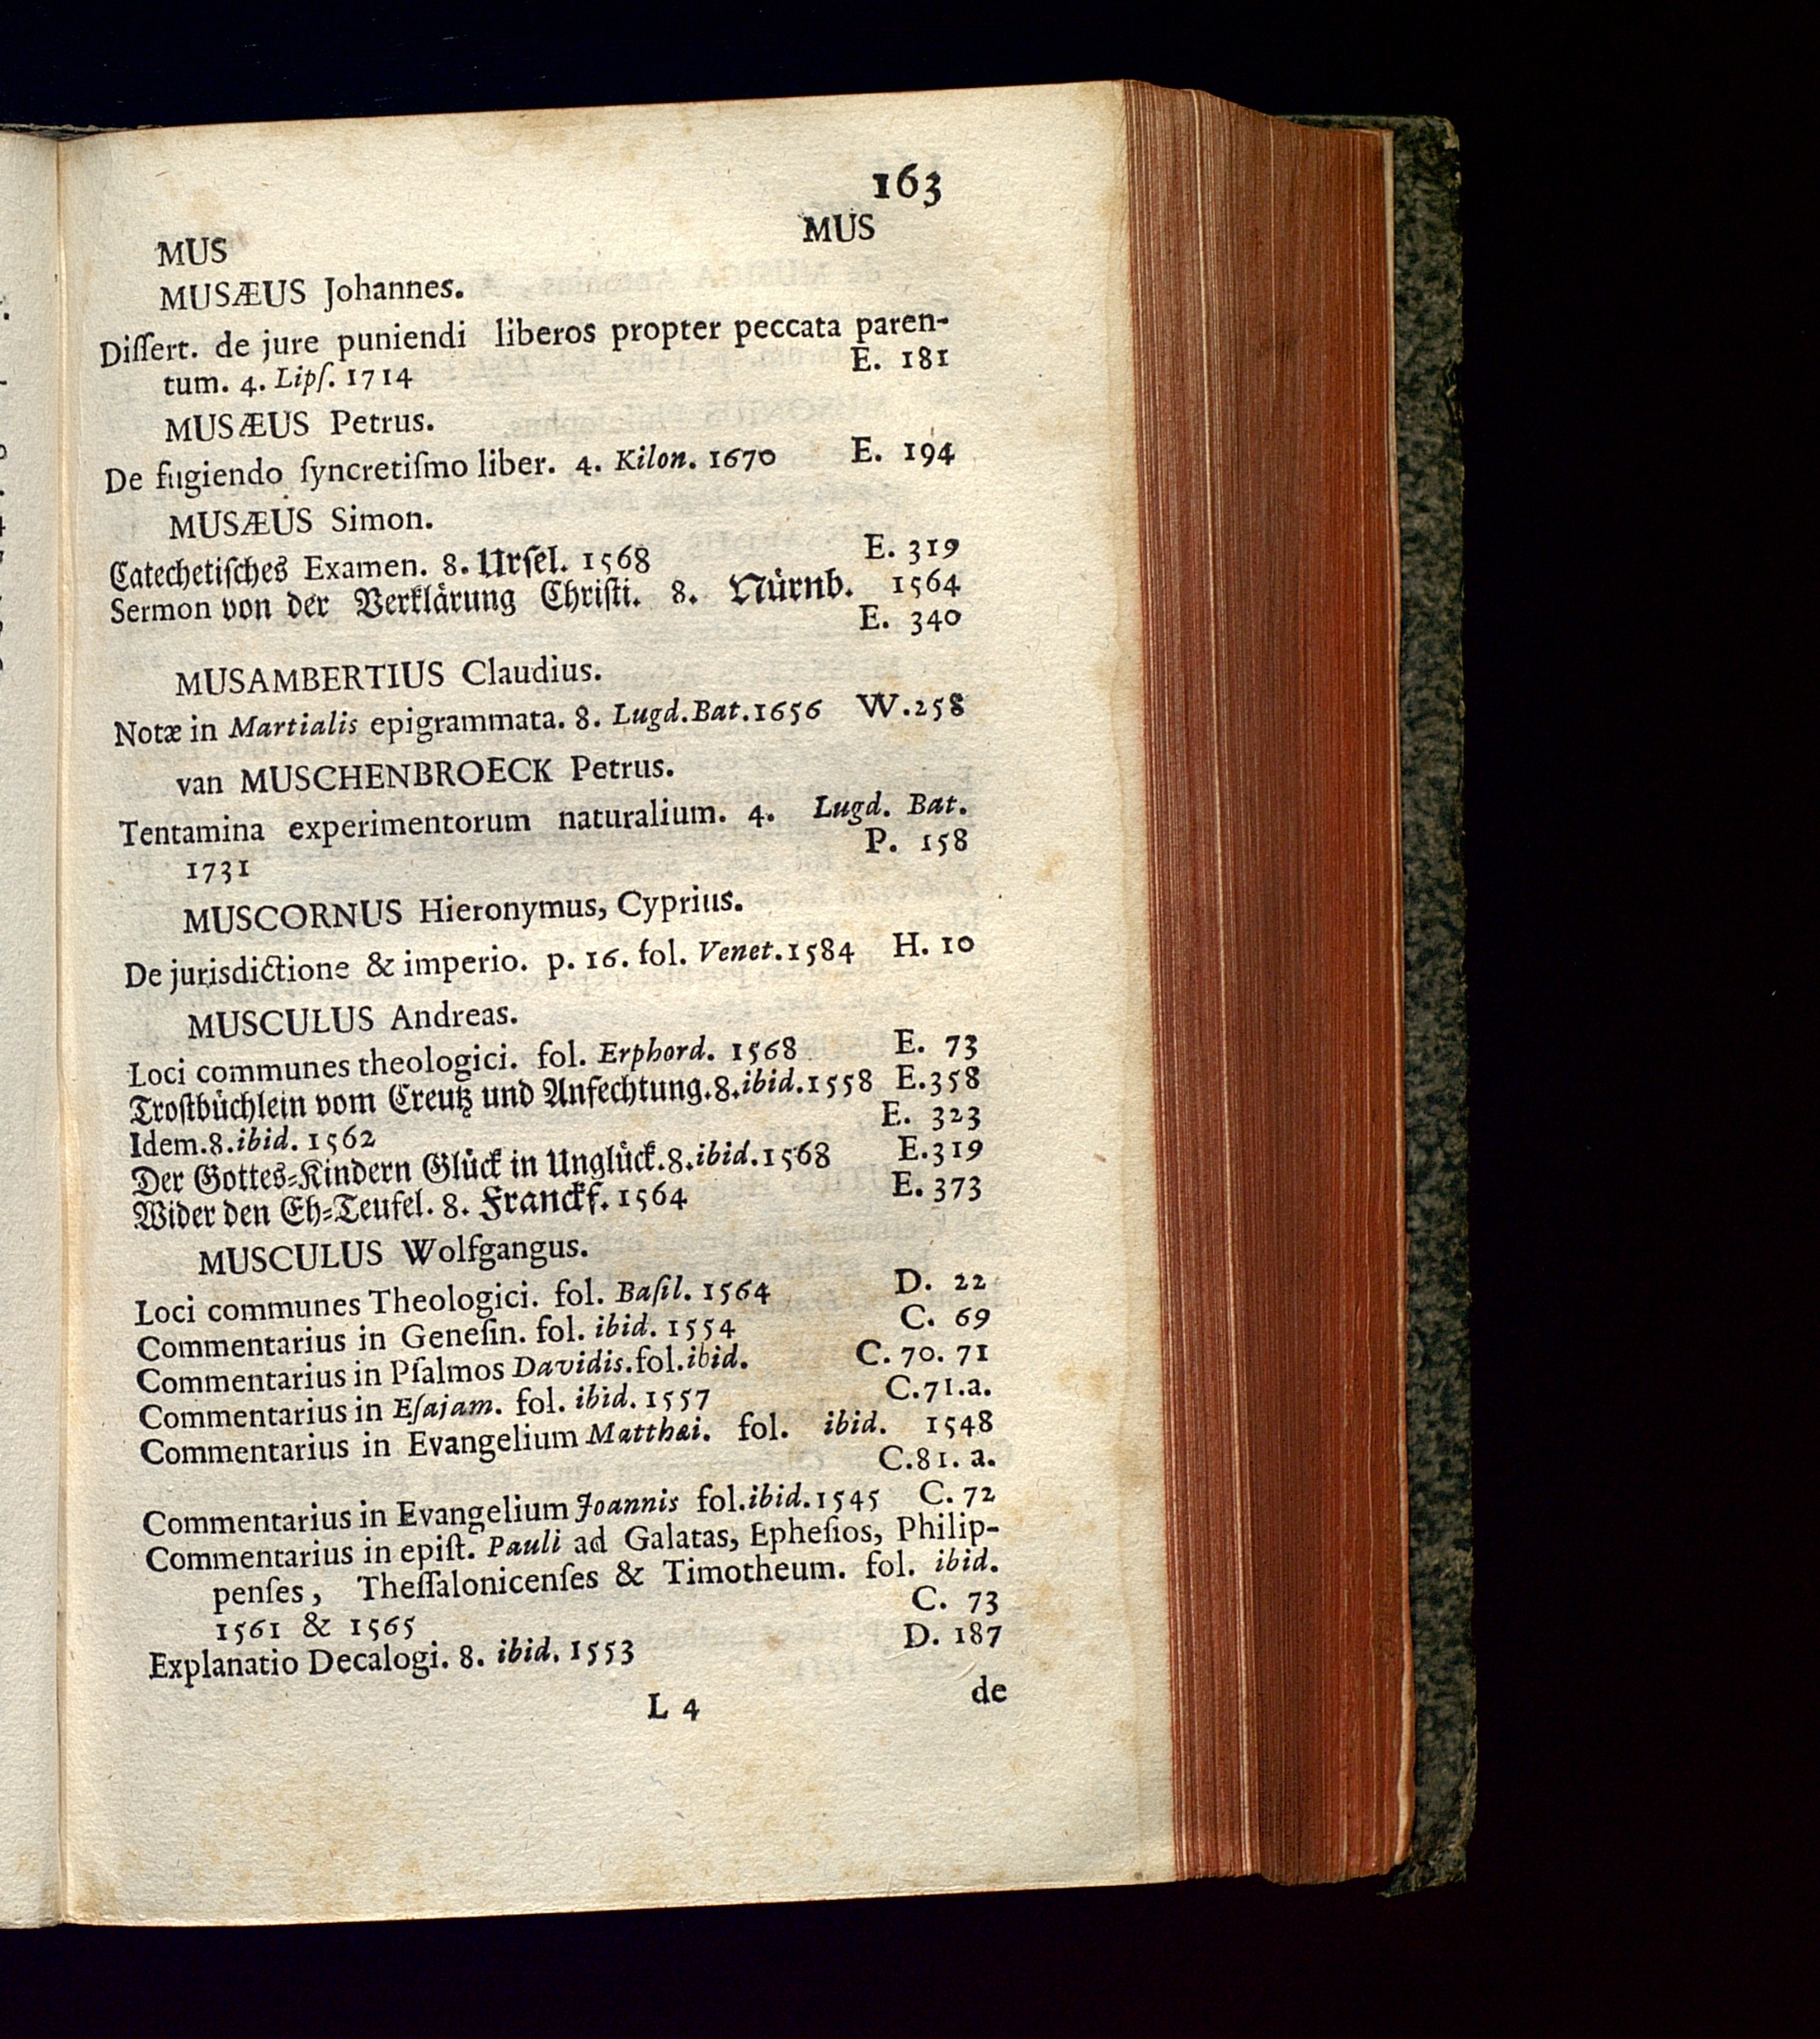 163
MUS MUS
MUSÆUS Johannes.
Dissert. de jure puniendi liberos propter peccata paren-
tum. 4. Lipſ. 1714 E. 181
MUSÆUS Petrus.
De fugiendo ſyncretiſmo liber. 4. Kilon. 1670 E. 194
MUSÆUS Simon.
Catechetiſches Examen. 8. Urſel. 1568 E. 319
Sermon von der Verklärung Chriſti. 8. Nürnb. 1564
E. 340
MUSAMBERTIUS Claudius.
Notæ in Martialis epigrammata. 8. Lugd. Bat. 1656 W. 258
van MUSCHENBROECK Petrus.
Tentamina experimentorum naturalium. 4. Lugd. Bat.
1731 P. 158
MUSCORNUS Hieronymus, Cyprius.
De jurisdictione & imperio. p. 16. fol. Venet. 1584 H. 10
MUSCULUS Andreas.
Loci communes theologici. fol. Erphord. 1568 E. 73
Troſtbüchlein vom Creutz und Anfechtung. 8. ibid. 1558 E. 358
Idem. 8. ibid. 1562 E. 323
Der Gottes-Kindern Glück in Unglück. 8. ibid. 1568 E. 319
Wider den Eh-Teufel. 8. Franckf. 1564 E. 373
MUSCULUS Wolfgangus.
Loci communes Theologici. fol. Baſil. 1564 D. 22
Commentarius in Geneſin. fol. ibid. 1554 C. 69
Commentarius in Pſalmos Davidis. fol. ibid. C. 70. 71
Commentarius in Eſajam. fol. ibid. 1557 C. 71. a.
Commentarius in Evangelium Matthæi. fol. ibid. 1548
C. 81. a.
Commentarius in Evangelium Joannis fol. ibid. 1545 C. 72
Commentarius in epiſt. Pauli ad Galatas, Epheſios, Philip-
penſes, Theſſalonicenſes & Timotheum. fol. ibid.
1561 & 1565 C. 73
Explanatio Decalogi. 8. ibid. 1553 D. 187
L 4 de